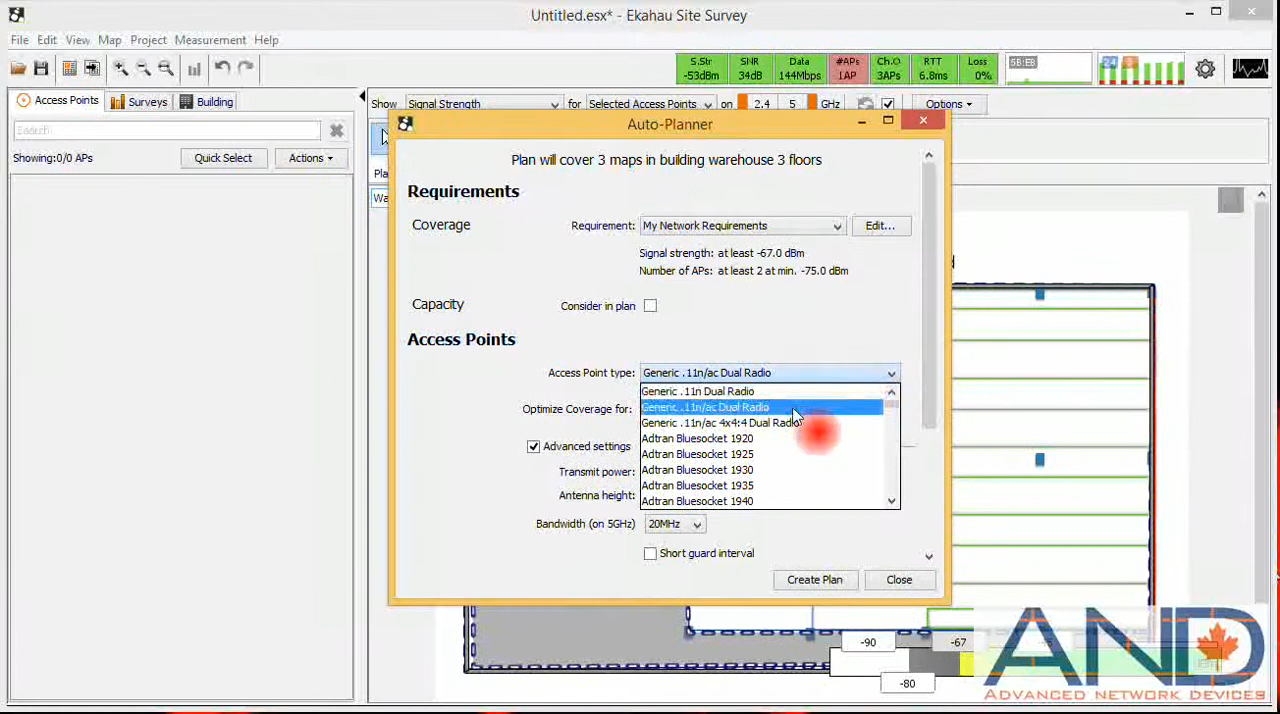 Untitled.esx* - Ekahau Site Survey
File Edit View Map Project Measurement Help
S.Str SNR Data #APs Ch.O RTT Loss
-53dBm 34dB 144Mbps 1AP 3APs 6.8ms 0%
5B:EB
Access Points Surveys Building
Show Signal Strength for Selected Access Points on 2.4 5 GHz Options
Search
Showing:0/0 APs Quick Select Actions
Auto-Planner
Plan will cover 3 maps in building warehouse 3 floors
Requirements
Coverage Requirement: My Network Requirements Edit...
Signal strength: at least -67.0 dBm
Number of APs: at least 2 at min. -75.0 dBm
Capacity Consider in plan
Access Points
Access Point type: Generic .11n/ac Dual Radio
Generic .11n Dual Radio
Optimize Coverage for: Generic .11n/ac Dual Radio
Generic .11n/ac 4x4:4 Dual Radio
Adtran Bluesocket 1920
Advanced settings Adtran Bluesocket 1925
Transmit power: Adtran Bluesocket 1930
Adtran Bluesocket 1935
Antenna height: Adtran Bluesocket 1940
Bandwidth (on 5GHz) 20MHz
Short guard interval
Create Plan Close
-90 -67
-80
AND
ADVANCED NETWORK DEVICES